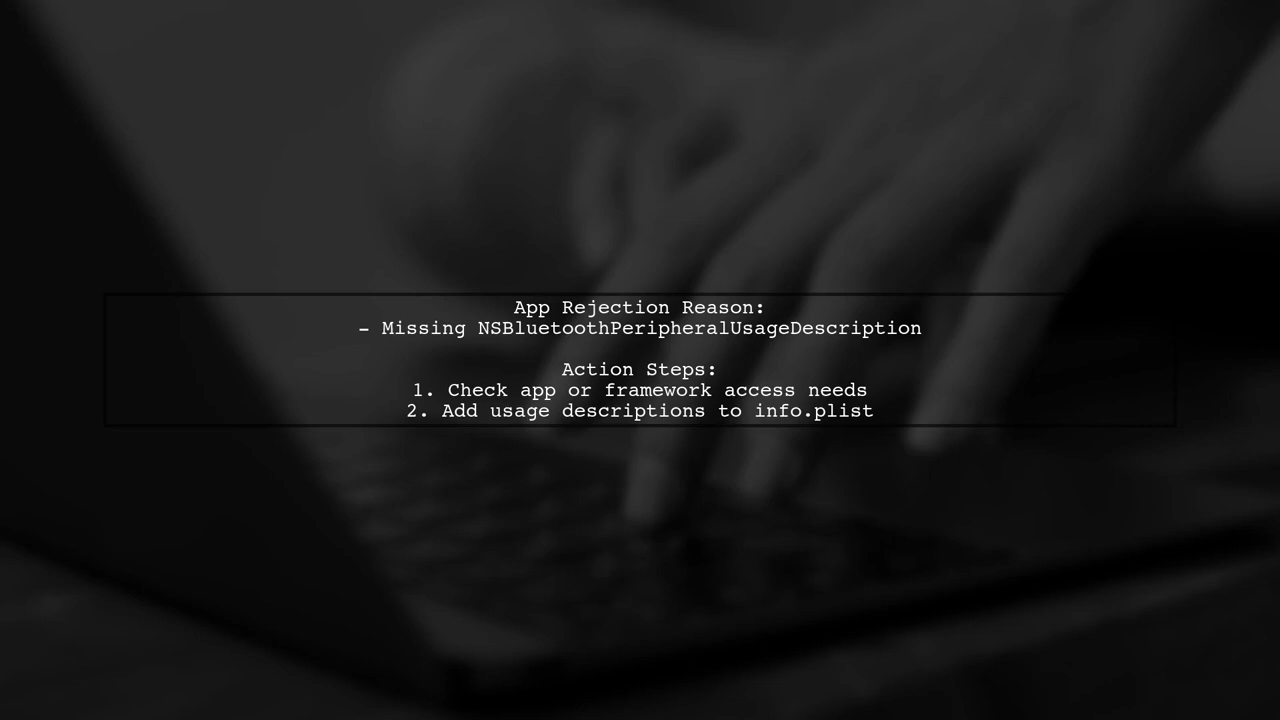 App Rejection Reason:
- Missing NSBluetoothPeripheralUsageDescription
Action Steps:
1. Check app or framework access needs
2. Add usage descriptions to info.plist